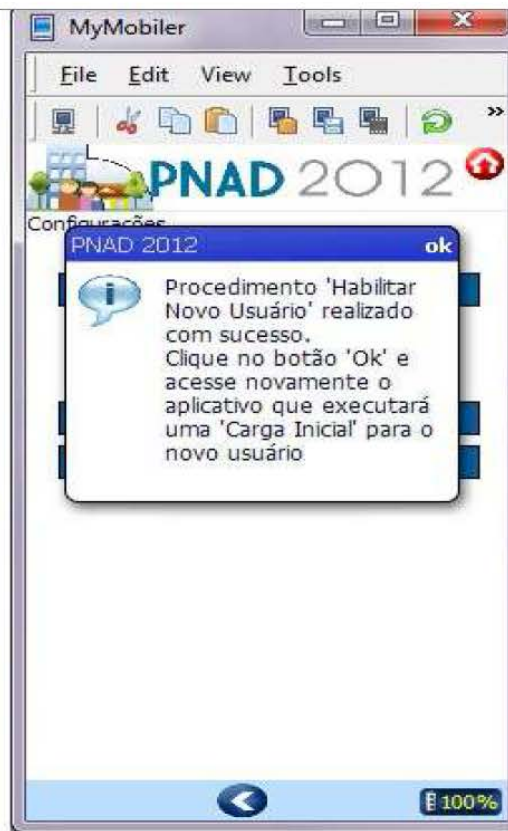 MyMobiler
File Edit View Tools
»
PNAD 2012
Configurações
PNAD 2012 ok
Procedimento 'Habilitar
Novo Usuário' realizado
com sucesso.
Clique no botão 'Ok' e
acesse novamente o
aplicativo que executará
uma 'Carga Inicial' para o
novo usuário
100%